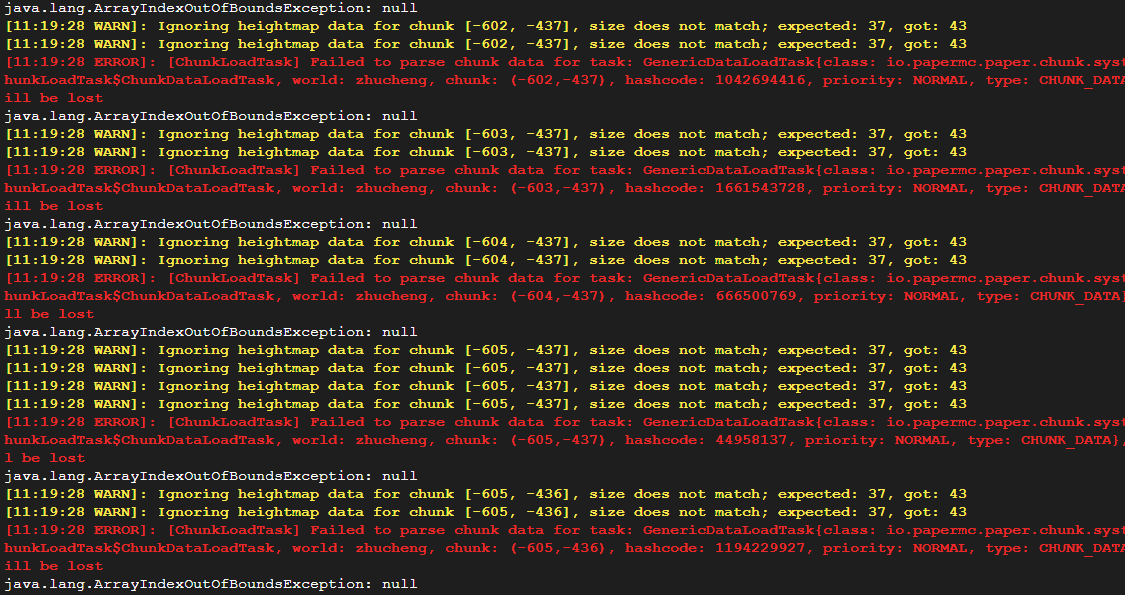 java.lang.ArrayIndexOutOfBoundsException: null
[11:19:28 WARN]: Ignoring heightmap data for chunk [-602, -437], size does not match; expected: 37, got: 43
[11:19:28 WARN]: Ignoring heightmap data for chunk [-602, -437], size does not match; expected: 37, got: 43
[11:19:28 ERROR]: [ChunkLoadTask] Failed to parse chunk data for task: GenericDataLoadTask{class: io.papermc.paper.chunk.syst
hunkLoadTask$ChunkDataLoadTask, world: zhucheng, chunk: (-602,-437), hashcode: 1042694416, priority: NORMAL, type: CHUNK_DATA
ill be lost
java.lang.ArrayIndexOutOfBoundsException: null
[11:19:28 WARN]: Ignoring heightmap data for chunk [-603, -437], size does not match; expected: 37, got: 43
[11:19:28 WARN]: Ignoring heightmap data for chunk [-603, -437], size does not match; expected: 37, got: 43
[11:19:28 ERROR]: [ChunkLoadTask] Failed to parse chunk data for task: GenericDataLoadTask{class: io.papermc.paper.chunk.syst
hunkLoadTask$ChunkDataLoadTask, world: zhucheng, chunk: (-603,-437), hashcode: 1661543728, priority: NORMAL, type: CHUNK_DATA
ill be lost
java.lang.ArrayIndexOutOfBoundsException: null
[11:19:28 WARN]: Ignoring heightmap data for chunk [-604, -437], size does not match; expected: 37, got: 43
[11:19:28 WARN]: Ignoring heightmap data for chunk [-604, -437], size does not match; expected: 37, got: 43
[11:19:28 ERROR]: [ChunkLoadTask] Failed to parse chunk data for task: GenericDataLoadTask{class: io.papermc.paper.chunk.syst
hunkLoadTask$ChunkDataLoadTask, world: zhucheng, chunk: (-604,-437), hashcode: 666500769, priority: NORMAL, type: CHUNK_DATA}
ll be lost
java.lang.ArrayIndexOutOfBoundsException: null
[11:19:28 WARN]: Ignoring heightmap data for chunk [-605, -437], size does not match; expected: 37, got: 43
[11:19:28 WARN]: Ignoring heightmap data for chunk [-605, -437], size does not match; expected: 37, got: 43
[11:19:28 WARN]: Ignoring heightmap data for chunk [-605, -437], size does not match; expected: 37, got: 43
[11:19:28 WARN]: Ignoring heightmap data for chunk [-605, -437], size does not match; expected: 37, got: 43
[11:19:28 ERROR]: [ChunkLoadTask] Failed to parse chunk data for task: GenericDataLoadTask{class: io.papermc.paper.chunk.syst
hunkLoadTask$ChunkDataLoadTask, world: zhucheng, chunk: (-605,-437), hashcode: 44958137, priority: NORMAL, type: CHUNK_DATA},
l be lost
java.lang.ArrayIndexOutOfBoundsException: null
[11:19:28 WARN]: Ignoring heightmap data for chunk [-605, -436], size does not match; expected: 37, got: 43
[11:19:28 WARN]: Ignoring heightmap data for chunk [-605, -436], size does not match; expected: 37, got: 43
[11:19:28 ERROR]: [ChunkLoadTask] Failed to parse chunk data for task: GenericDataLoadTask{class: io.papermc.paper.chunk.syst
hunkLoadTask$ChunkDataLoadTask, world: zhucheng, chunk: (-605,-436), hashcode: 1194229927, priority: NORMAL, type: CHUNK_DATA
ill be lost
java.lang.ArrayIndexOutOfBoundsException: null